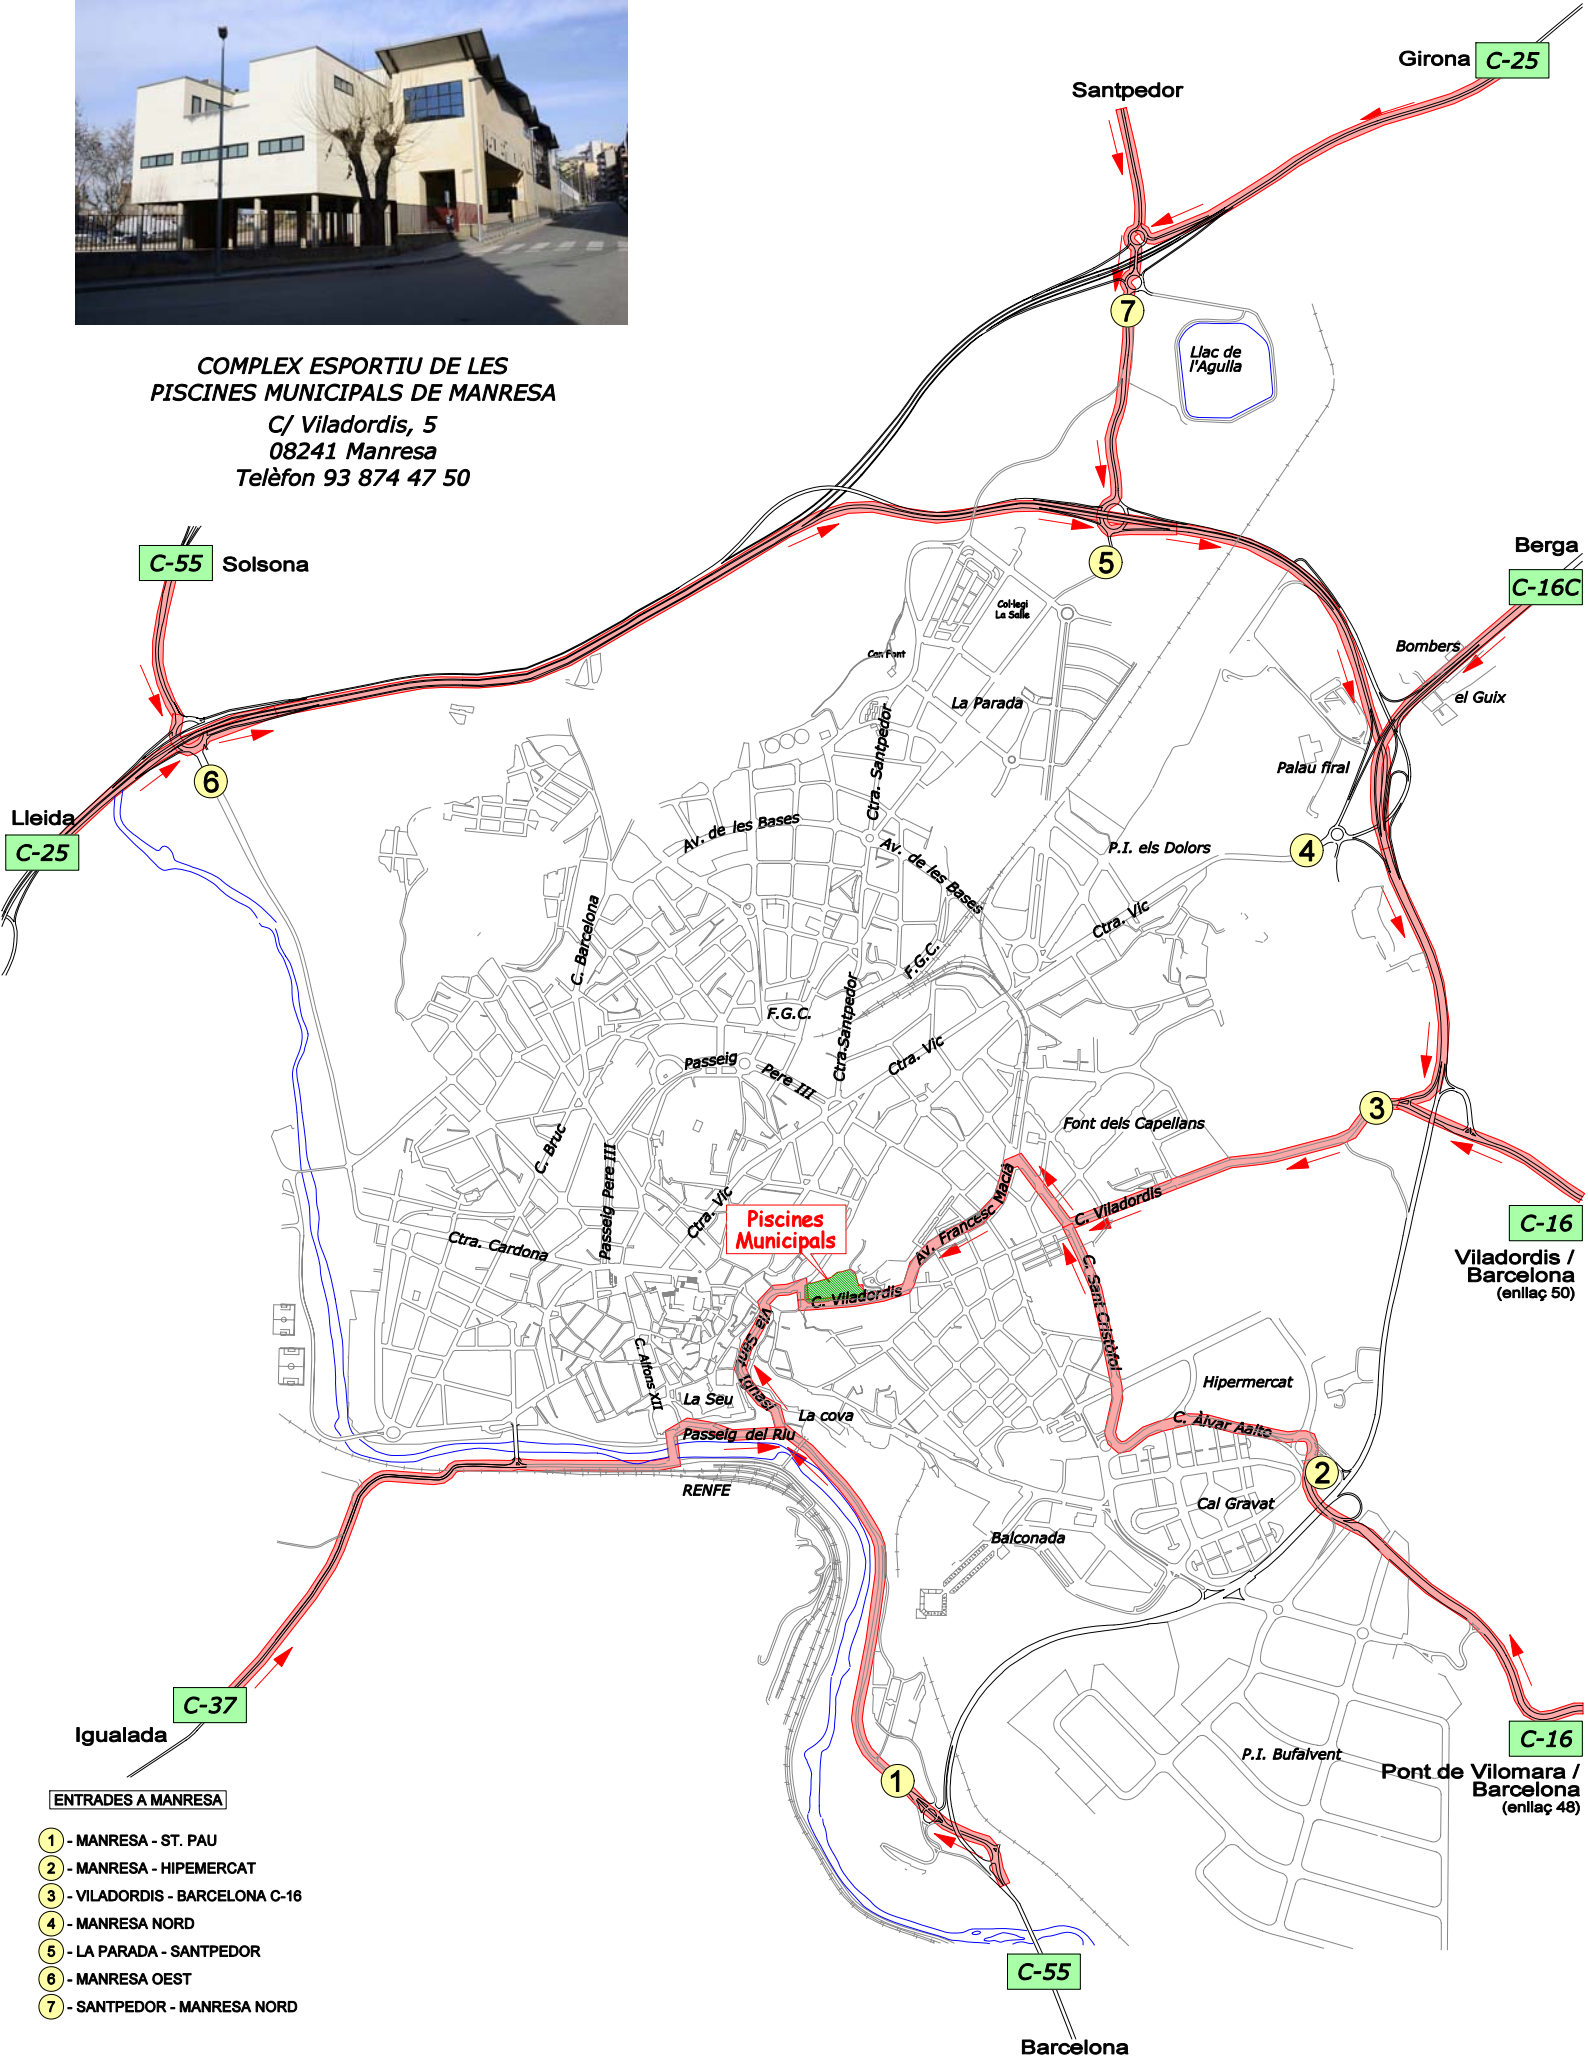 COMPLEX ESPORTIU DE LES
PISCINES MUNICIPALS DE MANRESA
C/ Viladordis, 5
08241 Manresa
Telèfon 93 874 47 50
Girona
C-25
Santpedor
7
Llac de
l'Agulla
C-55
Solsona
5
Berga
C-16C
Col·legi
La Salle
Can Font
Bombers
el Guix
La Parada
Ctra. Santpedor
Palau firal
6
Lleida
C-25
Av. de les Bases
Av. de les Bases
P.I. els Dolors
4
Ctra. Vic
C. Barcelona
F.G.C.
F.G.C.
Ctra.Santpedor
Ctra. Vic
Passeig
Pere III
3
Font dels Capellans
C. Bruc
Passeig Pere III
Ctra. Vic
Av. Francesc Macià
C. Viladordis
Piscines
Municipals
C-16
Viladordis /
Barcelona
(enllaç 50)
Ctra. Cardona
C. Viladordis
C. Sant Cristòfol
Via Sant Ignasi
C. Alfons XII
La Seu
La cova
Hipermercat
C. Àlvar Aalto
Passeig del Riu
2
RENFE
Cal Gravat
Balconada
C-37
Igualada
C-16
P.I. Bufalvent
Pont de Vilomara /
Barcelona
(enllaç 48)
1
ENTRADES A MANRESA
1 - MANRESA - ST. PAU
2 - MANRESA - HIPEMERCAT
3 - VILADORDIS - BARCELONA C-16
4 - MANRESA NORD
5 - LA PARADA - SANTPEDOR
6 - MANRESA OEST
7 - SANTPEDOR - MANRESA NORD
C-55
Barcelona